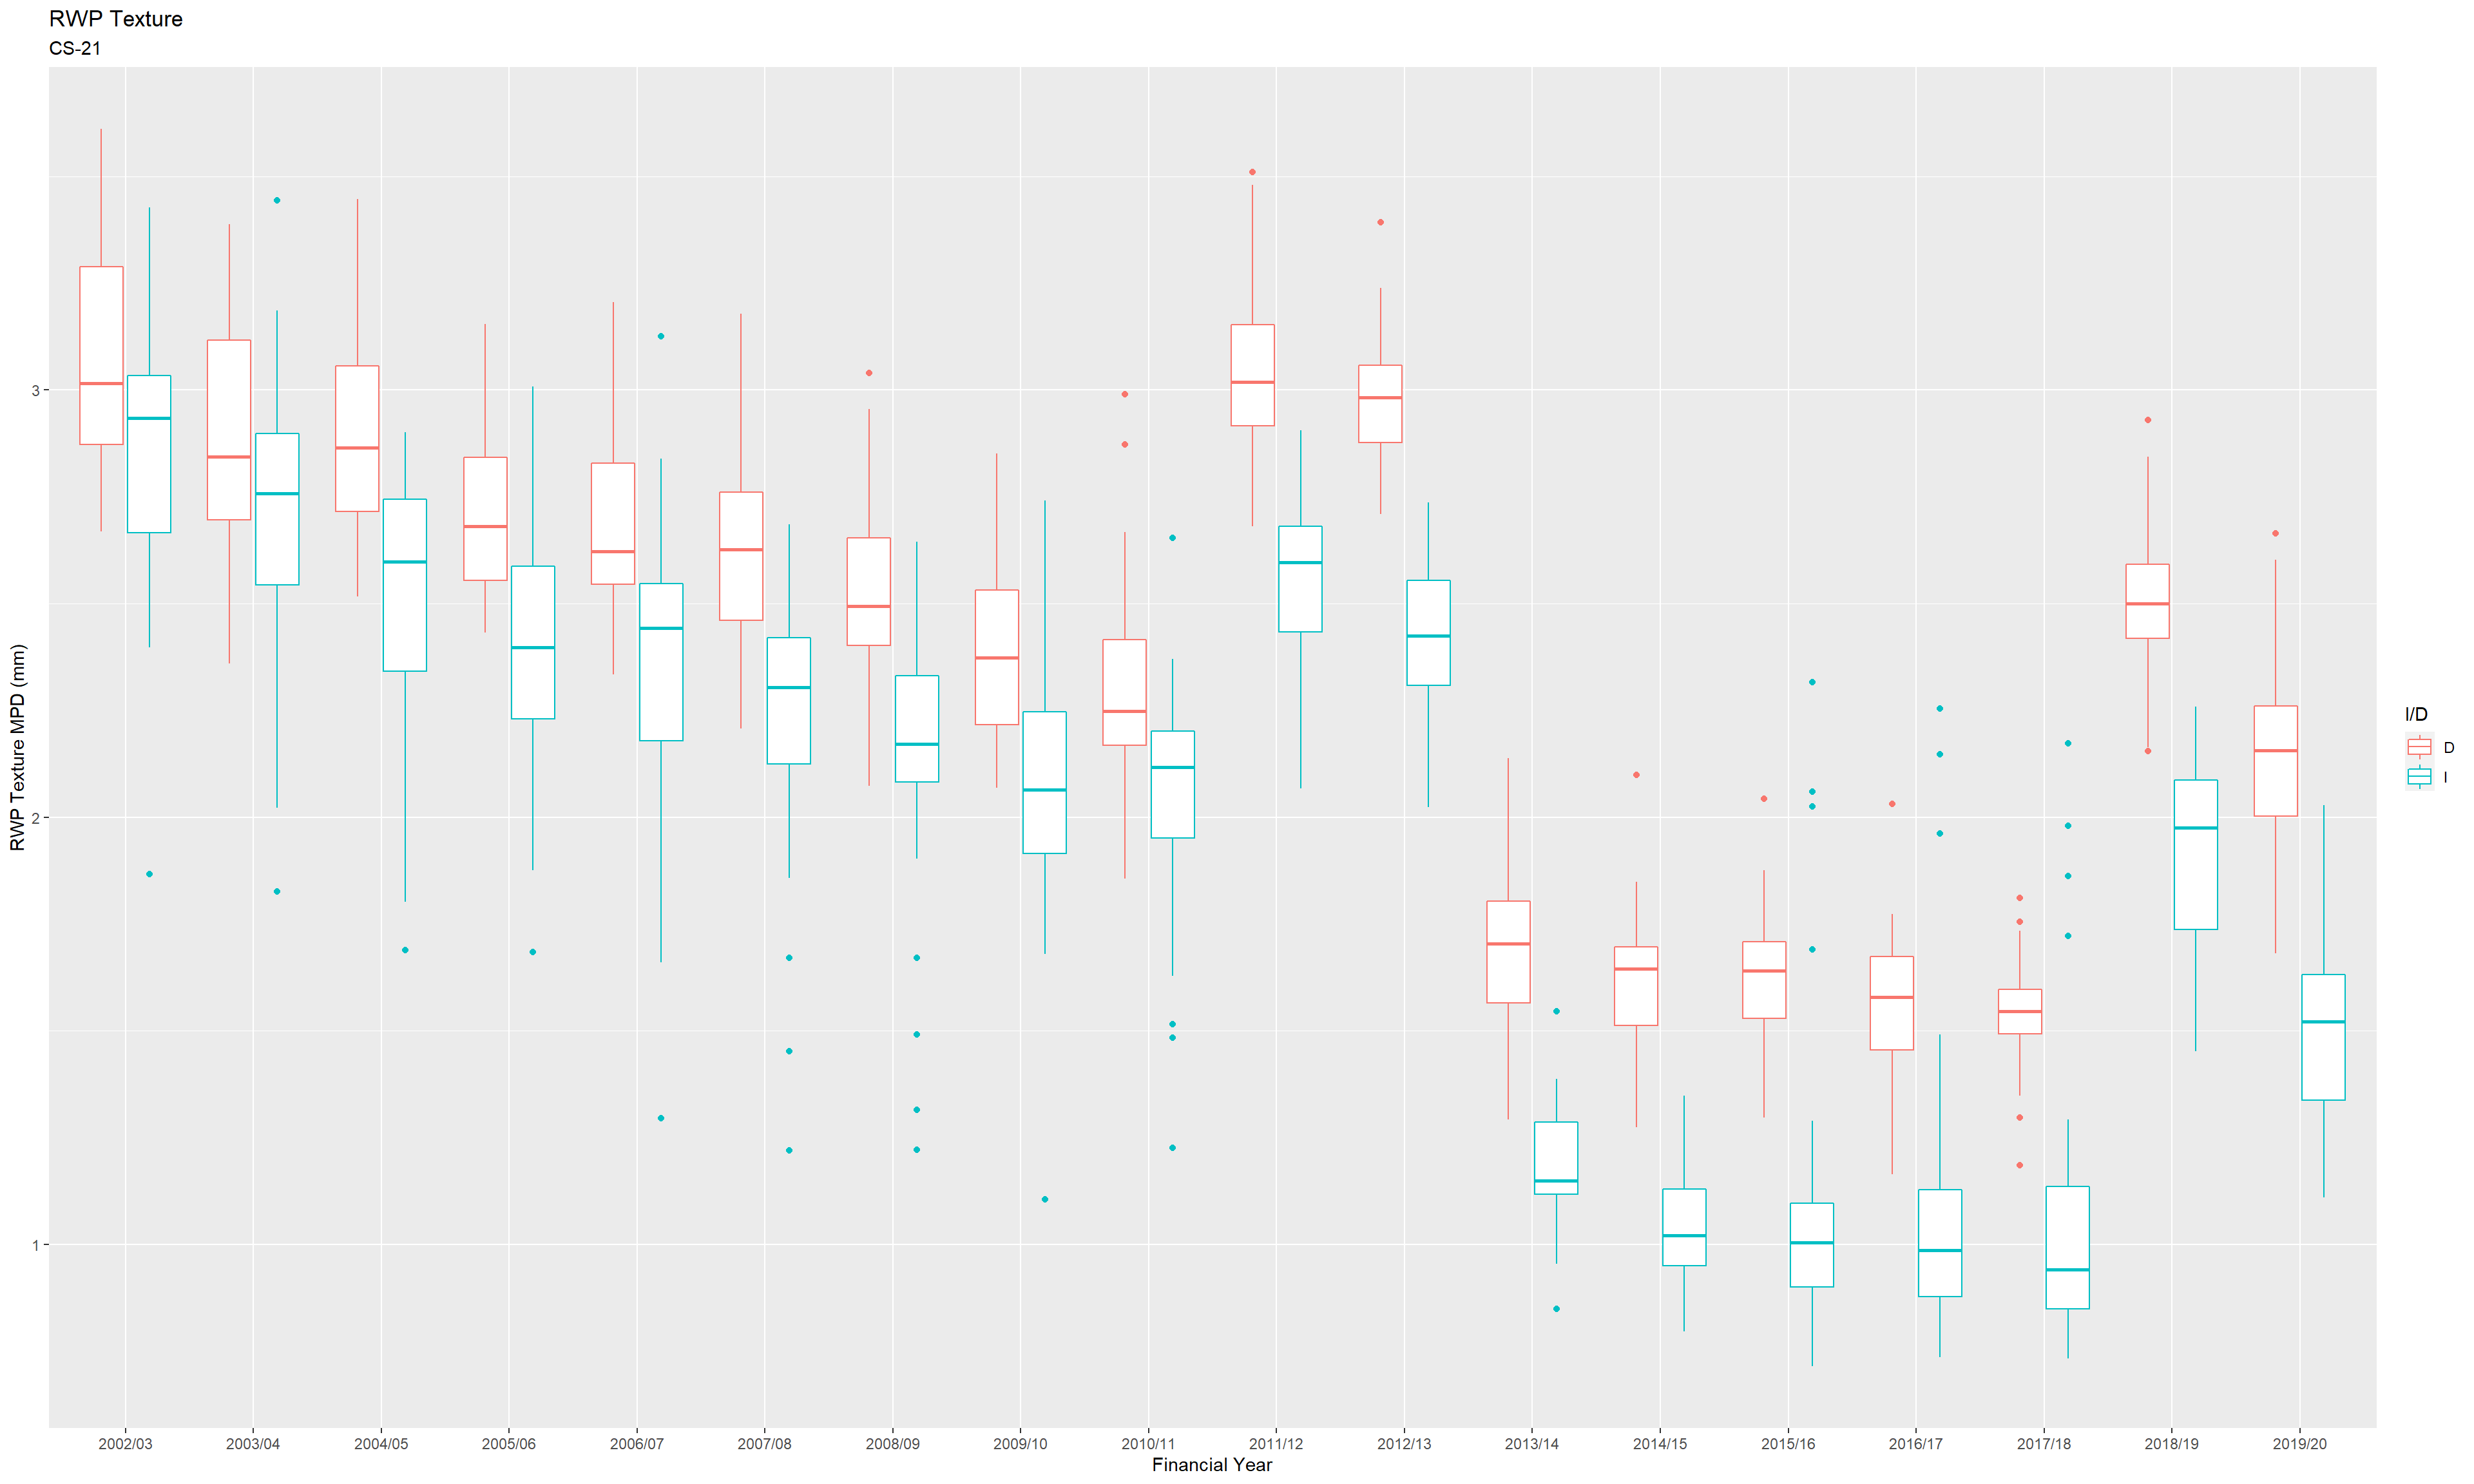 RWP Texture
CS-21
RWP Texture MPD (mm)
3
2
1
2002/03 2003/04 2004/05 2005/06 2006/07 2007/08 2008/09 2009/10 2010/11 2011/12 2012/13 2013/14 2014/15 2015/16 2016/17 2017/18 2018/19 2019/20
Financial Year
I/D
D
I